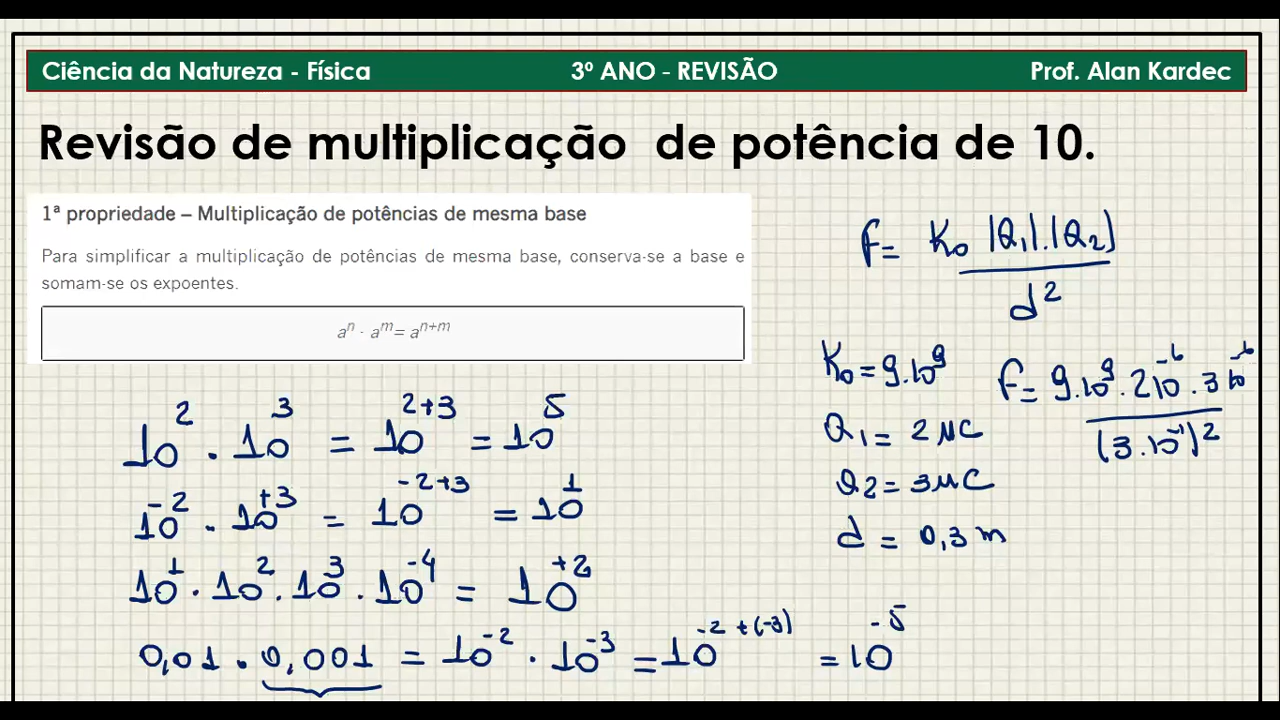 Ciência da Natureza - Física 3º ANO - REVISÃO Prof. Alan Kardec
Revisão de multiplicação de potência de 10.
1ª propriedade – Multiplicação de potências de mesma base
Para simplificar a multiplicação de potências de mesma base, conserva-se a base e
somam-se os expoentes.
aⁿ · aᵐ= aⁿ⁺ᵐ
10² · 10³ = 10²⁺³ = 10⁵
10⁻² · 10⁺³ = 10⁻²⁺³ = 10¹
10¹ · 10² · 10³ · 10⁻⁴ = 10⁺²
0,01 · 0,001 = 10⁻² · 10⁻³ = 10⁻²⁺⁽⁻³⁾ = 10⁻⁵
F = K₀ |Q₁|.|Q₂|
d²
K₀ = 9.10⁹
Q₁ = 2 μC
Q₂ = 3 μC
d = 0,3 m
F = 9.10⁹ . 2 10⁻⁶ . 3 10⁻⁶
(3.10⁻¹)²